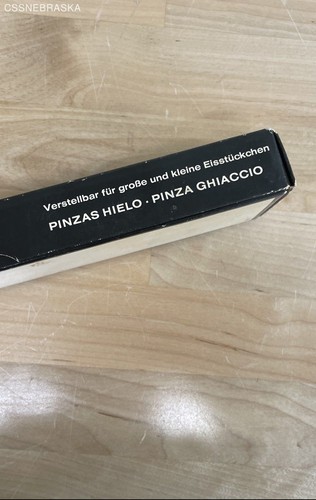 CSSNEBRASKA
Verstellbar für große und kleine Eisstückchen
PINZAS HIELO · PINZA GHIACCIO